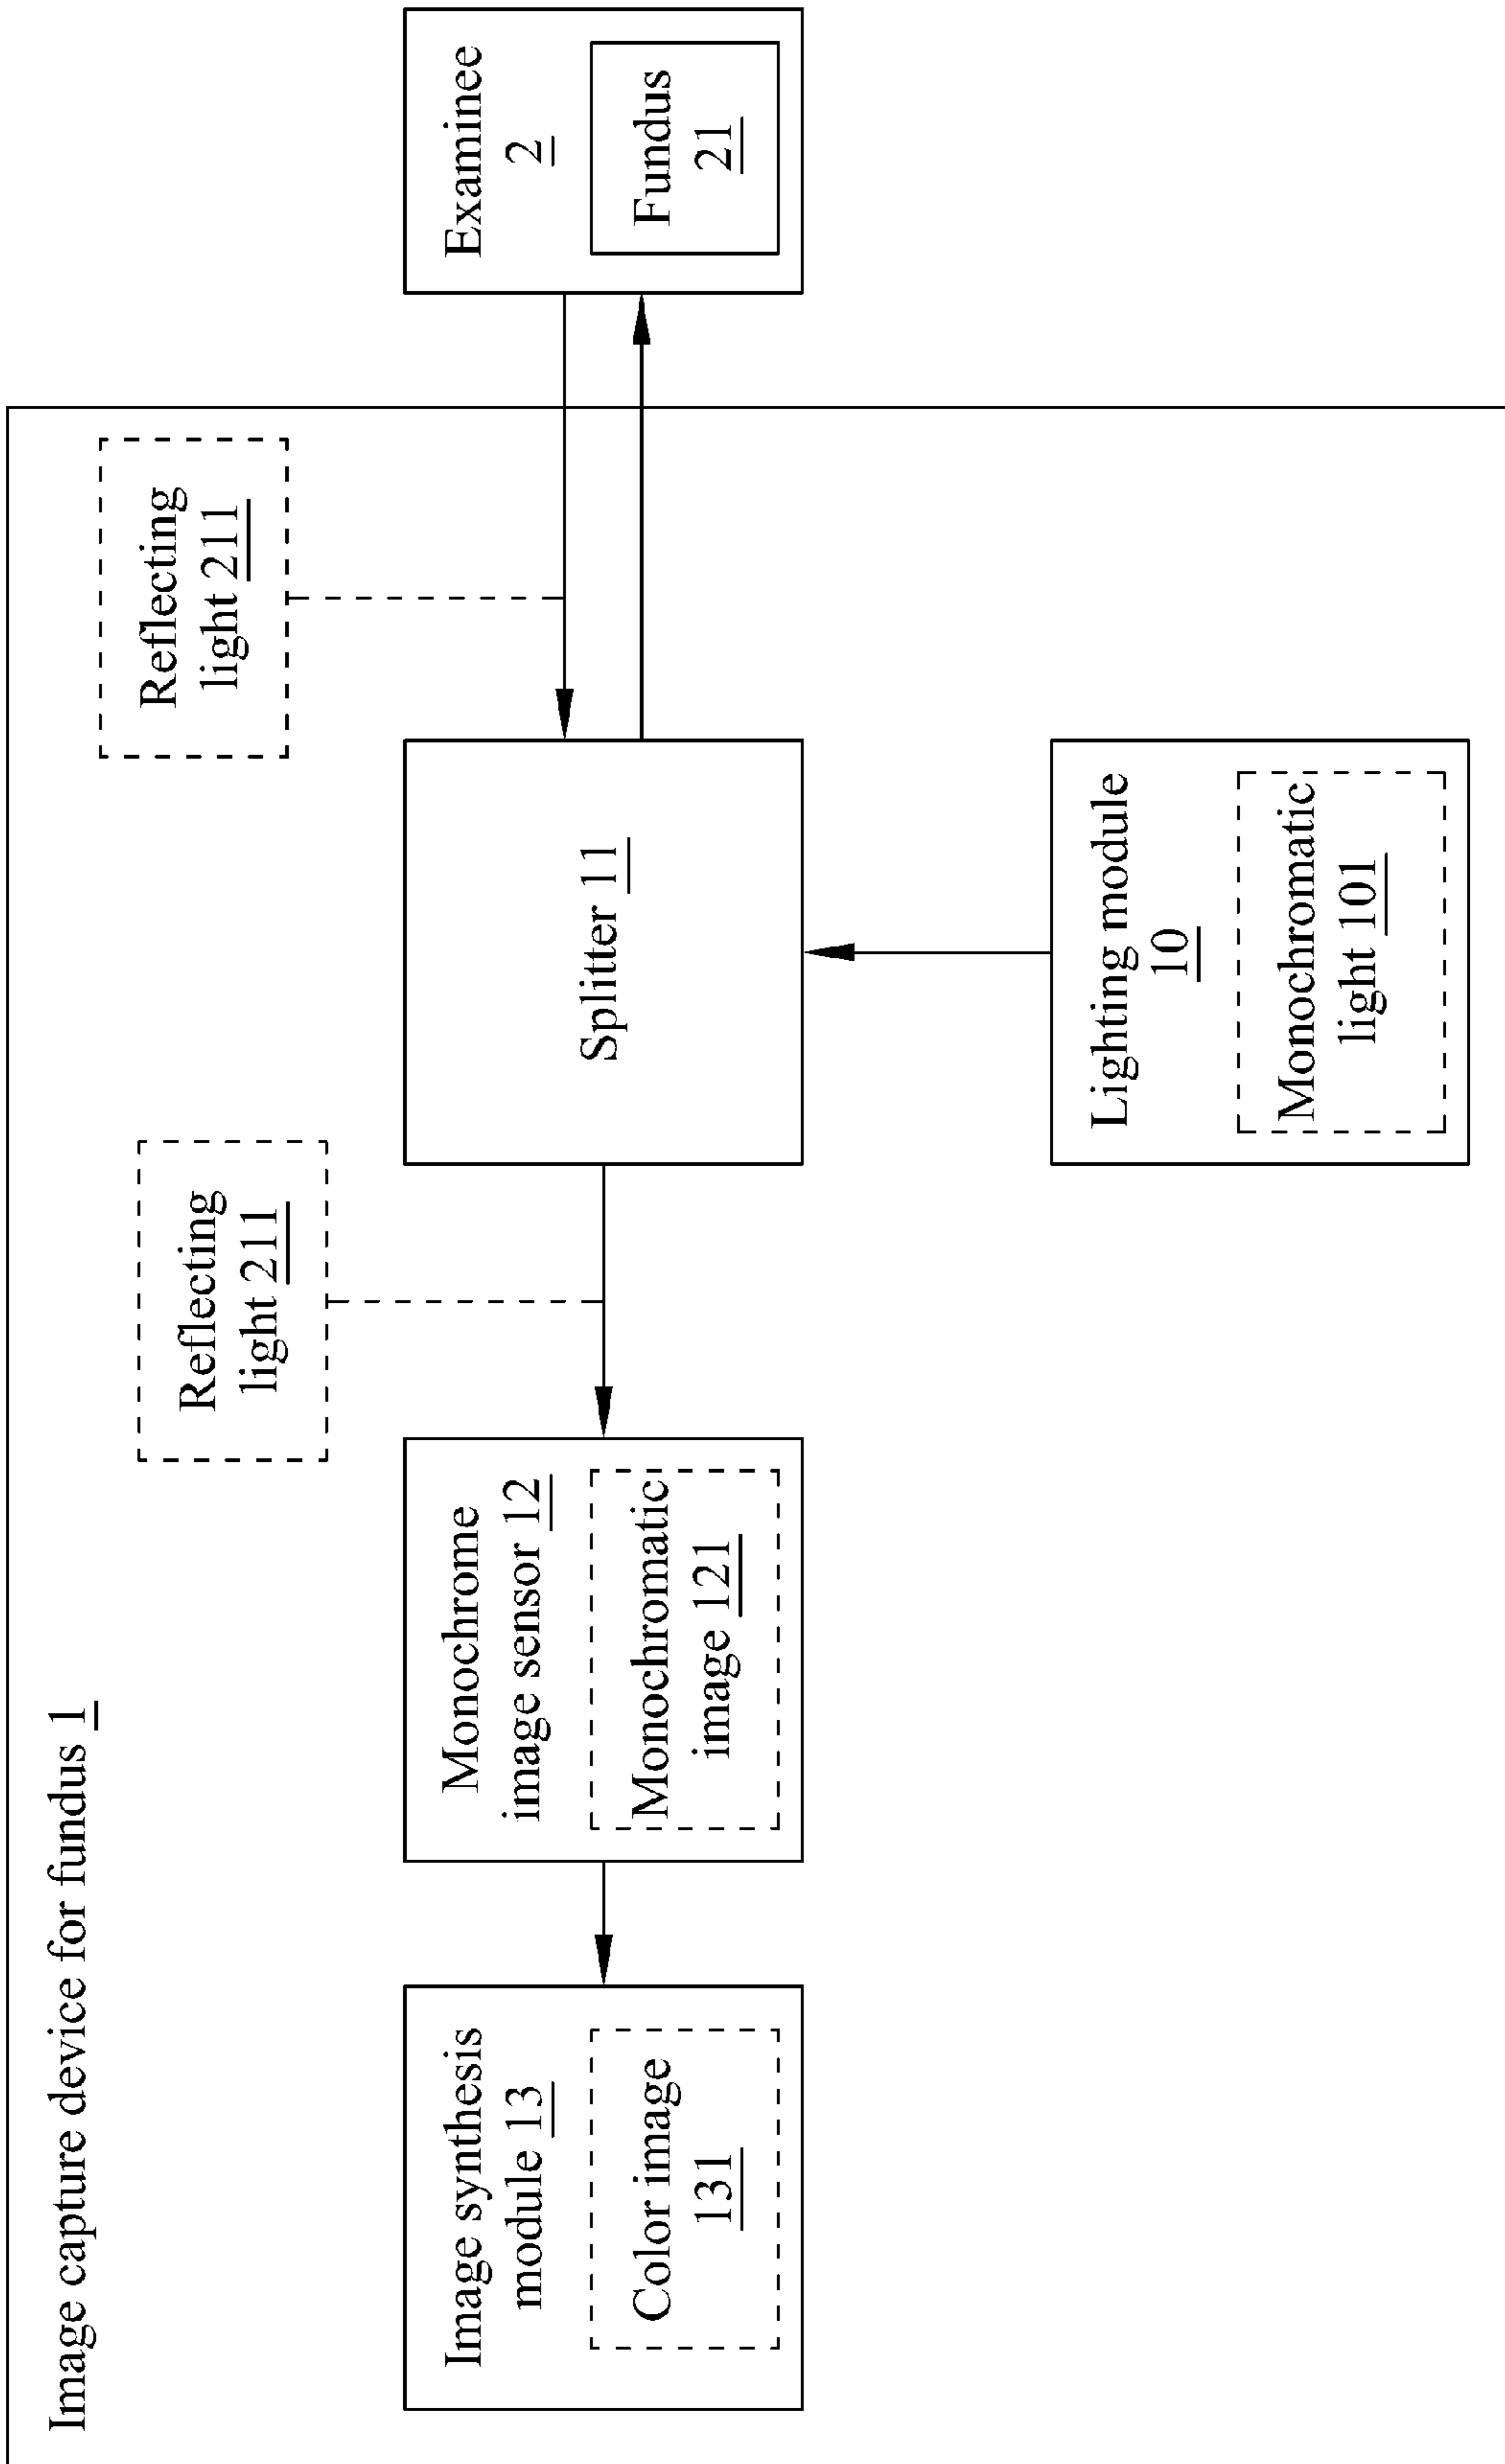 Image capture device for fundus 1
Image synthesis
module 13
Color image
131
Monochrome
image sensor 12
Monochromatic
image 121
Reflecting
light 211
Splitter 11
Reflecting
light 211
Lighting module
10
Monochromatic
light 101
Examinee
2
Fundus
21